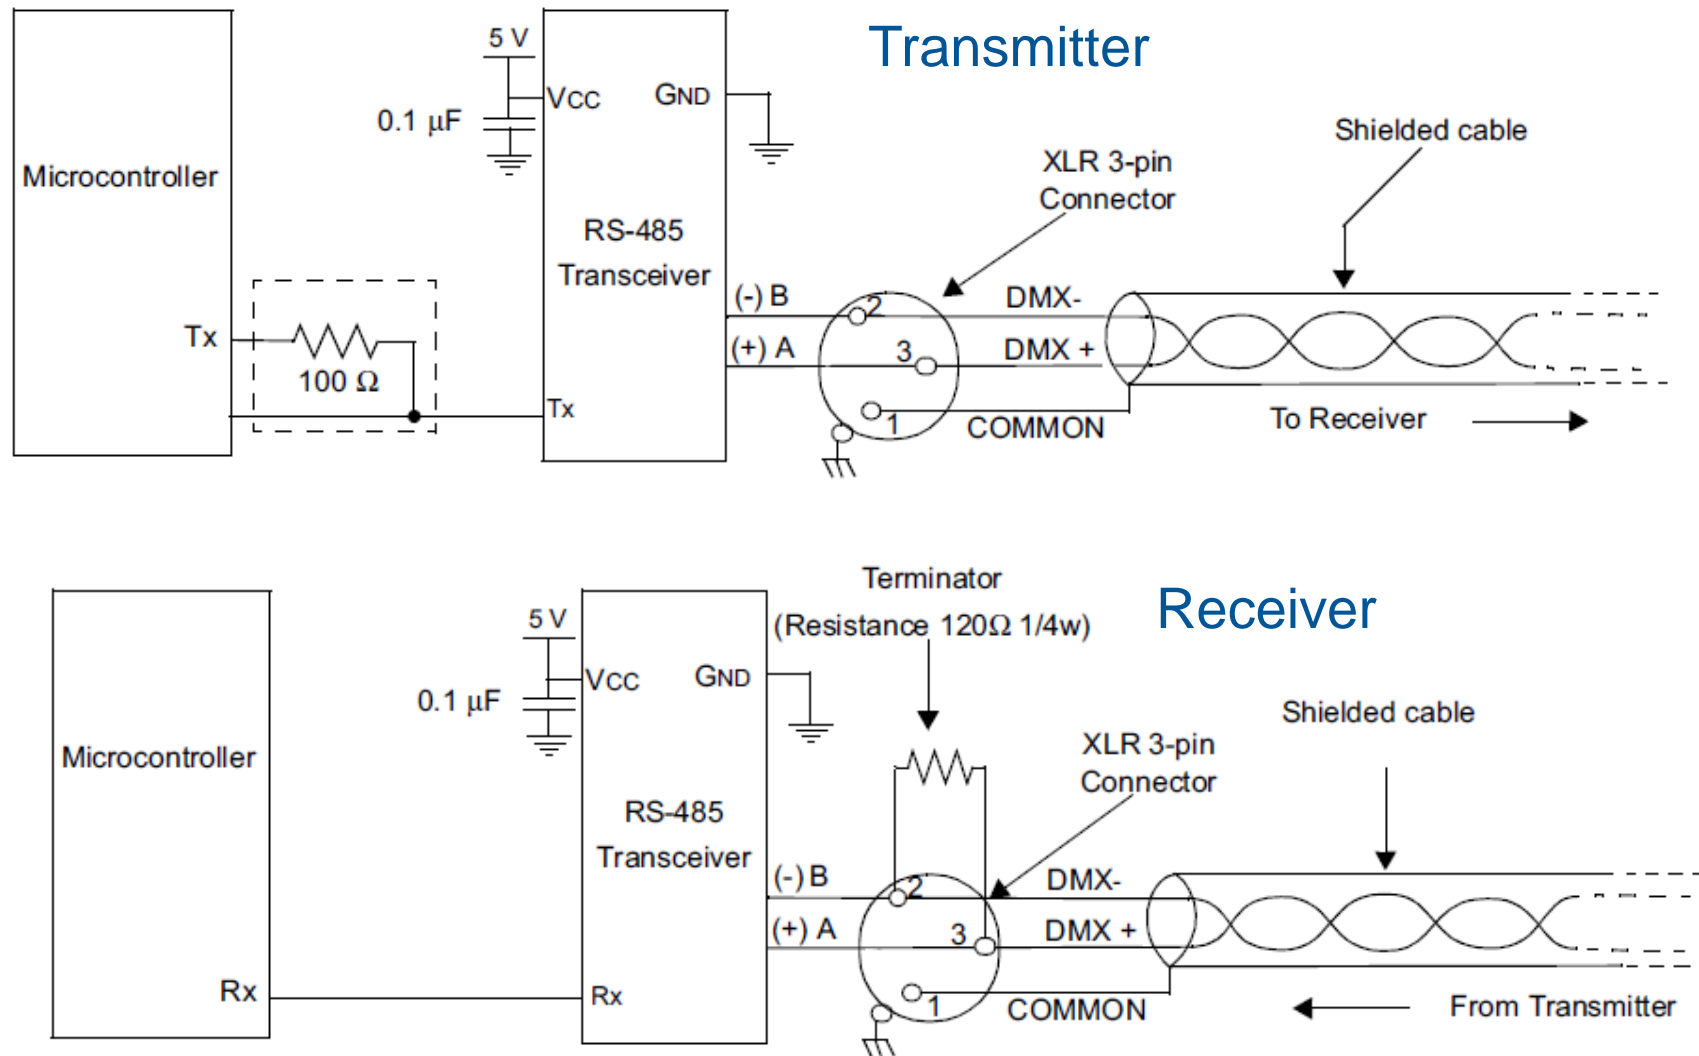 Transmitter
5 V
VCC
GND
0.1 µF
Microcontroller
Shielded cable
XLR 3-pin
Connector
RS-485
Transceiver
(-) B
2
DMX-
Tx
(+) A
3
DMX +
100 Ω
Tx
1
COMMON
To Receiver
Terminator
(Resistance 120Ω 1/4w)
Receiver
5 V
VCC
GND
0.1 µF
Microcontroller
Shielded cable
XLR 3-pin
Connector
RS-485
Transceiver
(-) B
2
DMX-
(+) A
3
DMX +
Rx
Rx
1
COMMON
From Transmitter